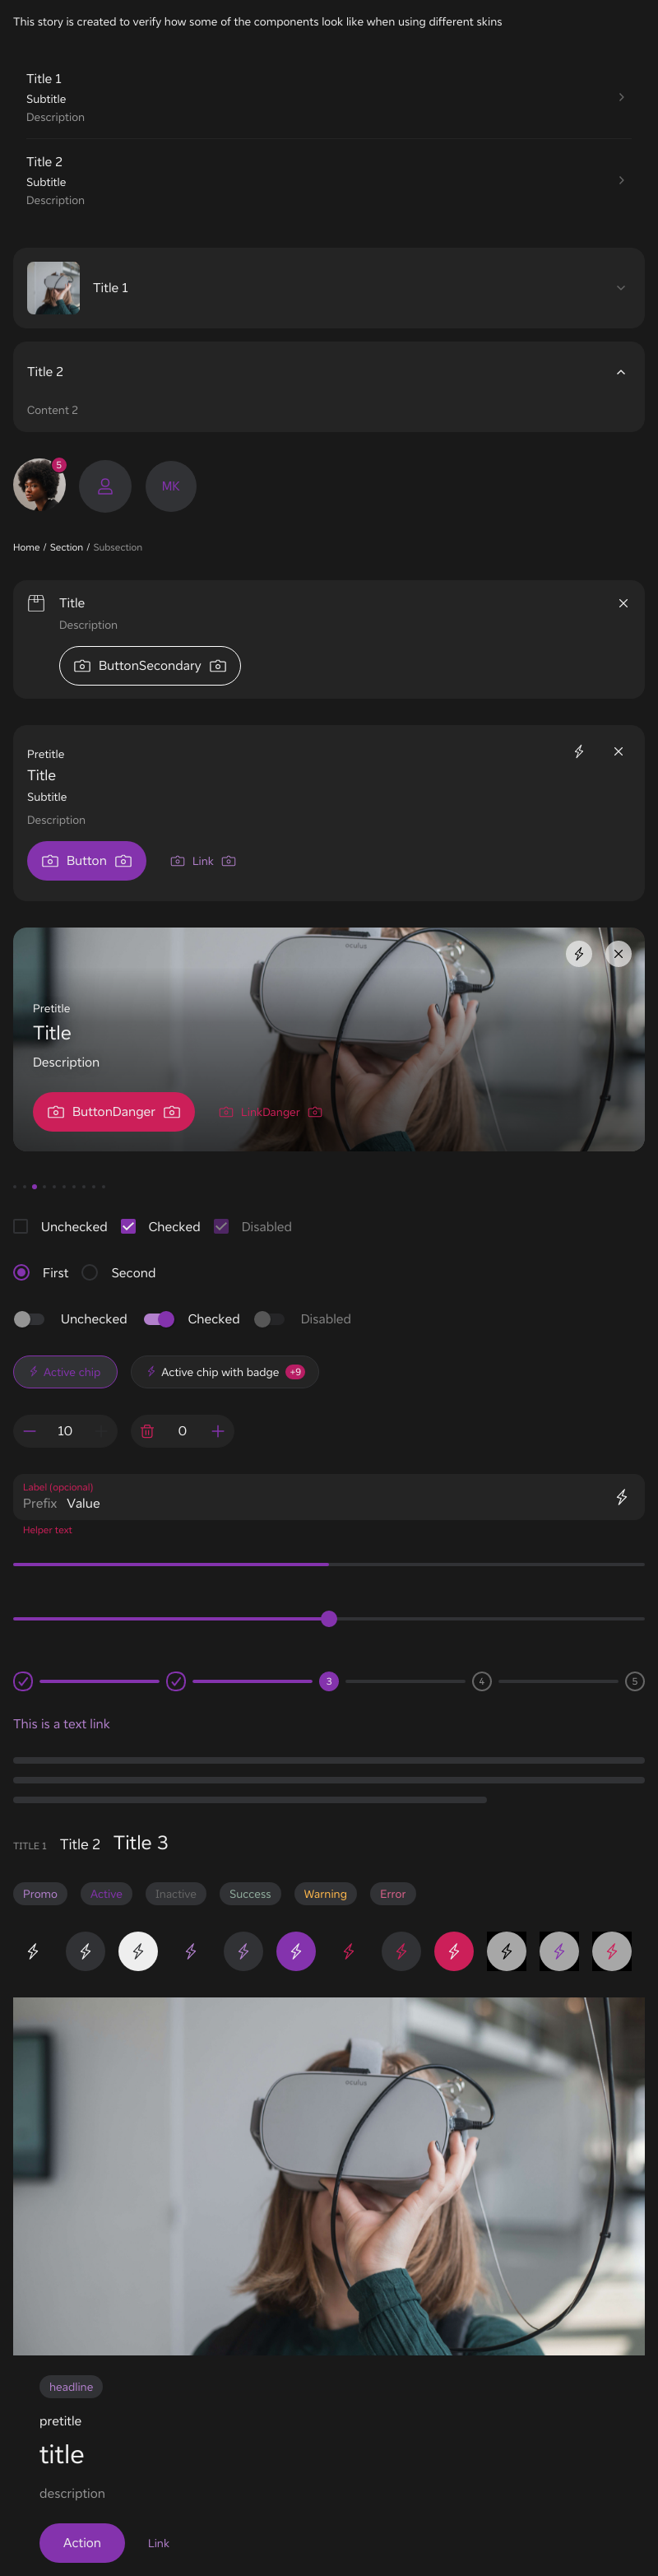 This story is created to verify how some of the components look like when using different skins
Title 1
Subtitle
Description
Title 2
Subtitle
Description
Title 1
Title 2
Content 2
5
MK
Home / Section / Subsection
Title
Description
ButtonSecondary
Pretitle
Title
Subtitle
Description
Button Link
oculus
Pretitle
Title
Description
ButtonDanger LinkDanger
Unchecked Checked Disabled
First Second
Unchecked Checked Disabled
Active chip Active chip with badge +9
10 0
Label (opcional)
Prefix Value
Helper text
3 4 5
This is a text link
TITLE 1 Title 2 Title 3
Promo Active Inactive Success Warning Error
oculus
headline
pretitle
title
description
Action Link